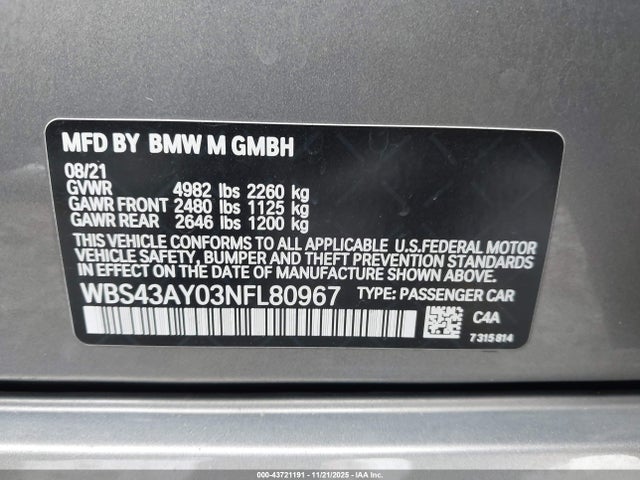 MFD BY BMW M GMBH
08/21
GVWR 4982 lbs 2260 kg
GAWR FRONT 2480 lbs 1125 kg
GAWR REAR 2646 lbs 1200 kg
THIS VEHICLE CONFORMS TO ALL APPLICABLE U.S.FEDERAL MOTOR
VEHICLE SAFETY, BUMPER AND THEFT PREVENTION STANDARDS
IN EFFECT ON THE DATE OF MANUFACTURE SHOWN ABOVE.
WBS43AY03NFL80967 TYPE: PASSENGER CAR
C4A
7315814
000-43721191 - 11/21/2025 - IAA Inc.